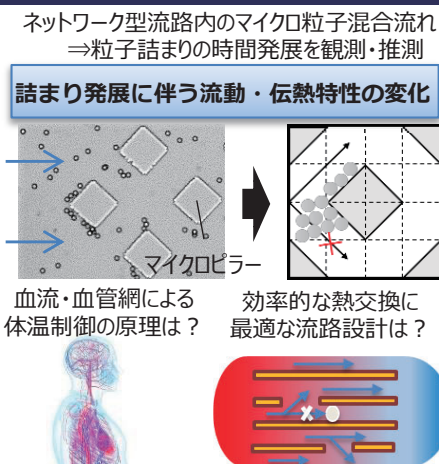 ネットワーク型流路内のマイクロ粒子混合流れ
⇒粒子詰まりの時間発展を観測・推測
詰まり発展に伴う流動・伝熱特性の変化
マイクロピラー
血流・血管網による
体温制御の原理は？
効率的な熱交換に
最適な流路設計は？